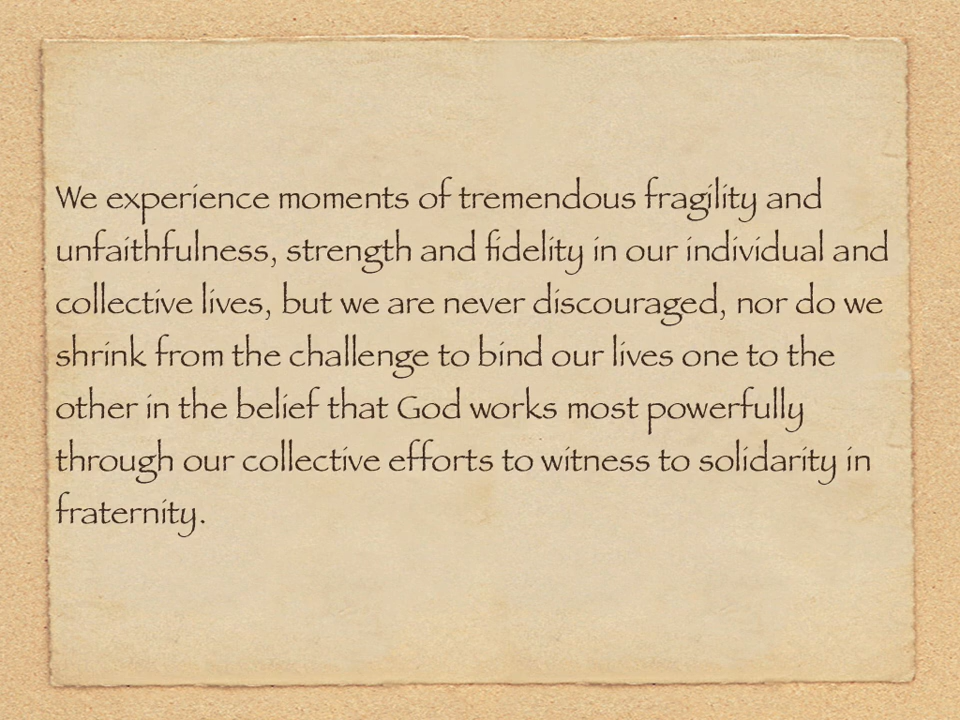 We experience moments of tremendous fragility and
unfaithfulness, strength and fidelity in our individual and
collective lives, but we are never discouraged, nor do we
shrink from the challenge to bind our lives one to the
other in the belief that God works most powerfully
through our collective efforts to witness to solidarity in
fraternity.